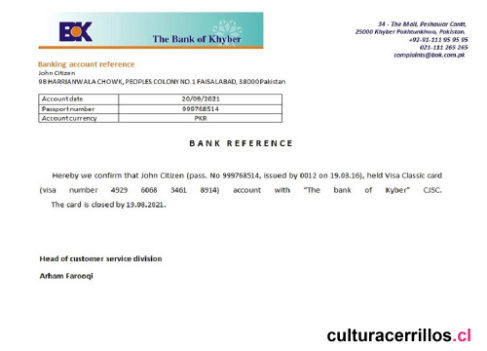 BOK
The Bank of Khyber
34 - The Mall, Peshawar Cantt,
25000 Khyber Pakhtunkhwa, Pakistan.
+92-91-111 95 95 95
021-111 265 265
complaints@bok.com.pk
Banking account reference
John Citizen
98 HARRIANWALA CHOWK, PEOPLES COLONY NO.1 FAISALABAD, 38000 Pakistan
Account date 20/09/2021
Passport number 999768514
Account currency PKR
BANK REFERENCE
Hereby we confirm that John Citizen (pass. No 999768514, issued by 0012 on 19.03.16), held Visa Classic card
(visa number 4929 6068 3461 8914) account with "The bank of Kyber" CJSC.
The card is closed by 19.08.2021.
Head of customer service division
Arham Farooqi
culturacerrillos.cl